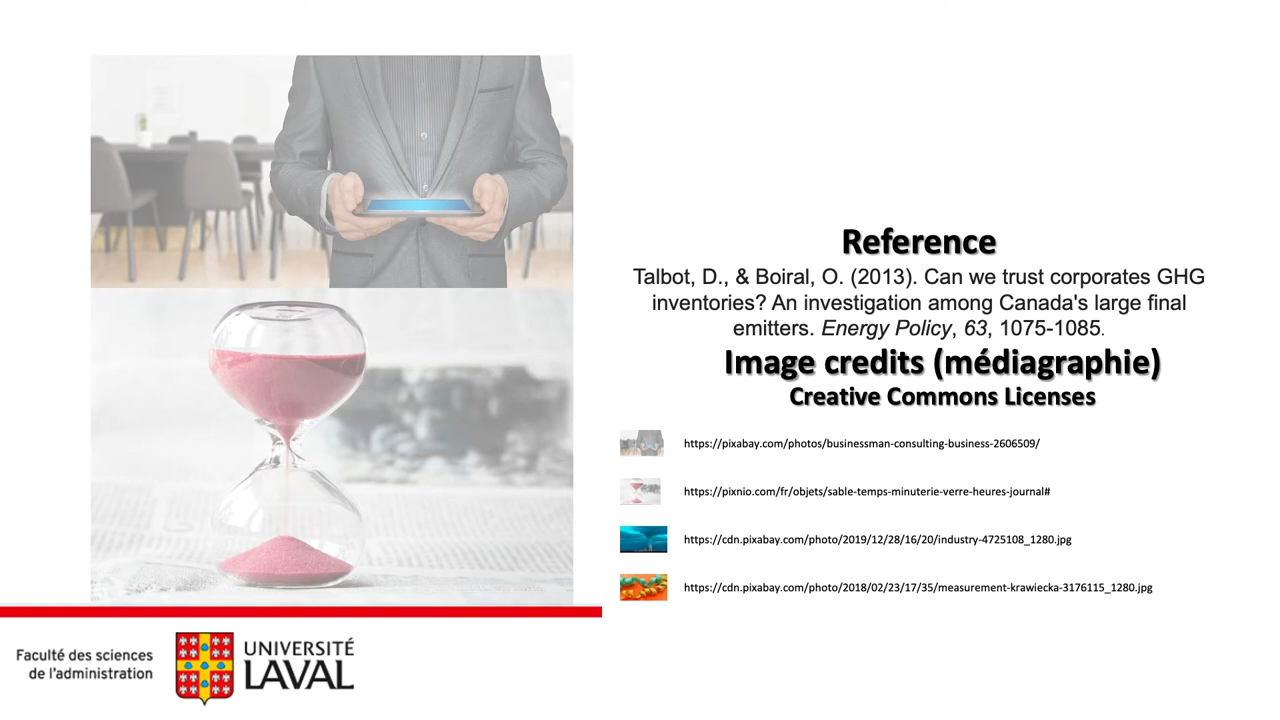 Reference
Talbot, D., & Boiral, O. (2013). Can we trust corporates GHG
inventories? An investigation among Canada's large final
emitters. Energy Policy, 63, 1075-1085.
Image credits (médiagraphie)
Creative Commons Licenses
https://pixabay.com/photos/businessman-consulting-business-2606509/
https://pixnio.com/fr/objets/sable-temps-minuterie-verre-heures-journal#
https://cdn.pixabay.com/photo/2019/12/28/16/20/industry-4725108_1280.jpg
https://cdn.pixabay.com/photo/2018/02/23/17/35/measurement-krawiecka-3176115_1280.jpg
Faculté des sciences
de l'administration
UNIVERSITÉ
LAVAL